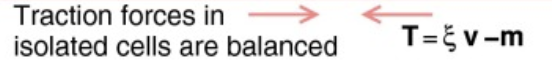 Traction forces in
isolated cells are balanced
T=ξ v−m